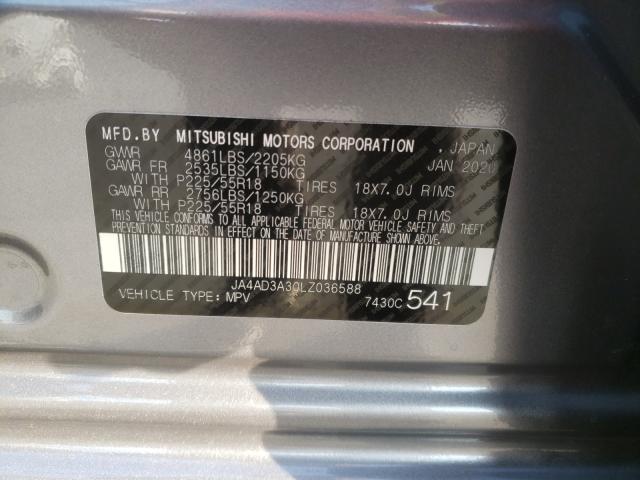 MFD.BY MITSUBISHI MOTORS CORPORATION , JAPAN
GVWR 4861LBS/2205KG JAN 2020
GAWR FR 2535LBS/1150KG
WITH P225/55R18 TIRES 18X7.0J RIMS
GAWR RR 2756LBS/1250KG
WITH P225/55R18 TIRES 18X7.0J RIMS
THIS VEHICLE CONFORMS TO ALL APPLICABLE FEDERAL MOTOR VEHICLE SAFETY AND THEFT
PREVENTION STANDARDS IN EFFECT ON THE DATE OF MANUFACTURE SHOWN ABOVE.
JA4AD3A30LZ036588
VEHICLE TYPE: MPV 7430C 541